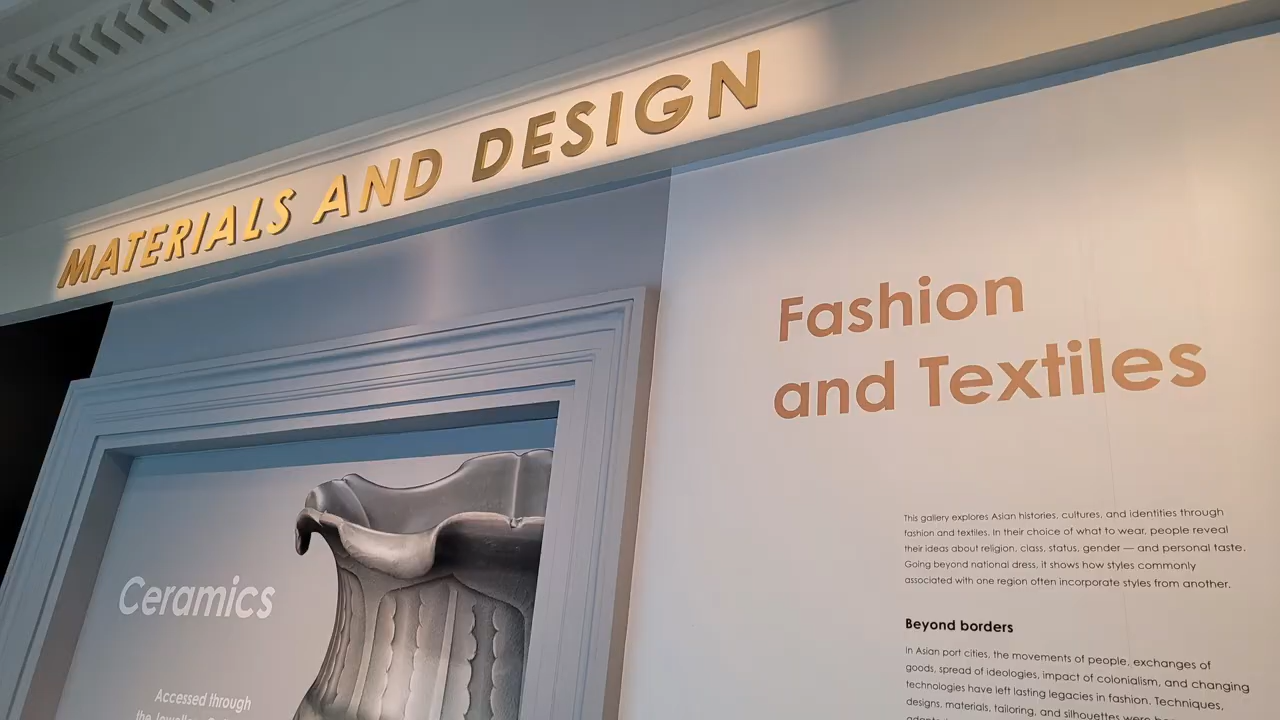 MATERIALS AND DESIGN
Fashion
and Textiles
This gallery explores Asian histories, cultures, and identities through
fashion and textiles. In their choice of what to wear, people reveal
their ideas about religion, class, status, gender — and personal taste.
Going beyond national dress, it shows how styles commonly
associated with one region often incorporate styles from another.
Beyond borders
In Asian port cities, the movements of people, exchanges of
goods, spread of ideologies, impact of colonialism, and changing
technologies have left lasting legacies in fashion. Techniques,
designs, materials, tailoring, and silhouettes were
Ceramics
Accessed through
the